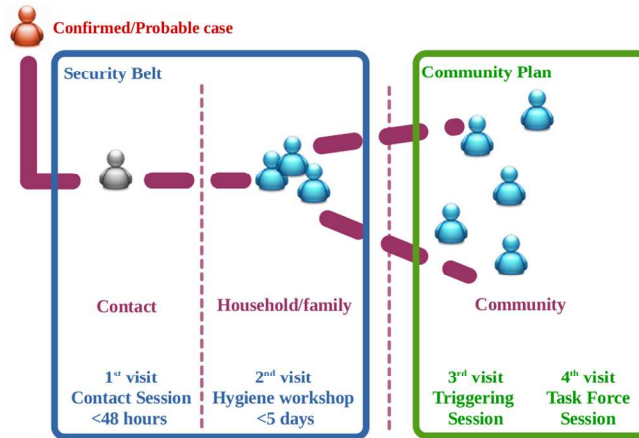 Confirmed/Probable case
Security Belt
Community Plan
Contact
Household/family
Community
1st visit
Contact Session
<48 hours
2nd visit
Hygiene workshop
<5 days
3rd visit
Triggering
Session
4th visit
Task Force
Session